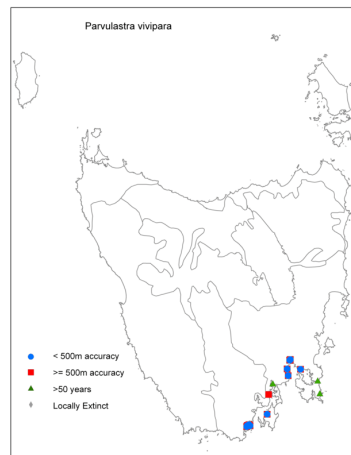 Parvulastra vivipara
< 500m accuracy
>= 500m accuracy
>50 years
Locally Extinct